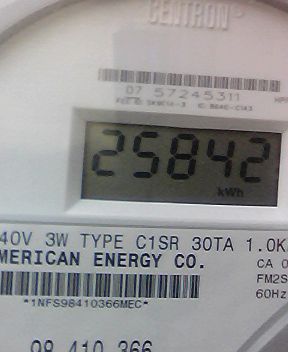 CENTRON
07 57245311
25842
kWh
40V 3W TYPE C1SR 30TA 1.0K
MERICAN ENERGY CO.
CA 0
FM2S
60Hz
*1NFS98410366MEC*
98 410 366